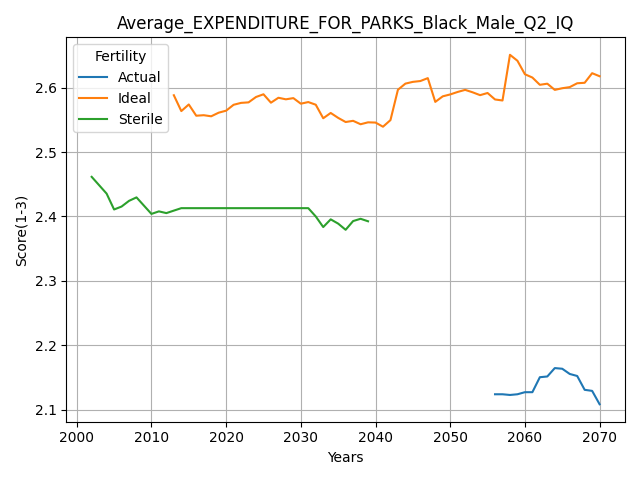 Average_EXPENDITURE_FOR_PARKS_Black_Male_Q2_IQ
Fertility
Actual
Ideal
Sterile
Score(1-3)
2.6
2.5
2.4
2.3
2.2
2.1
2000 2010 2020 2030 2040 2050 2060 2070
Years